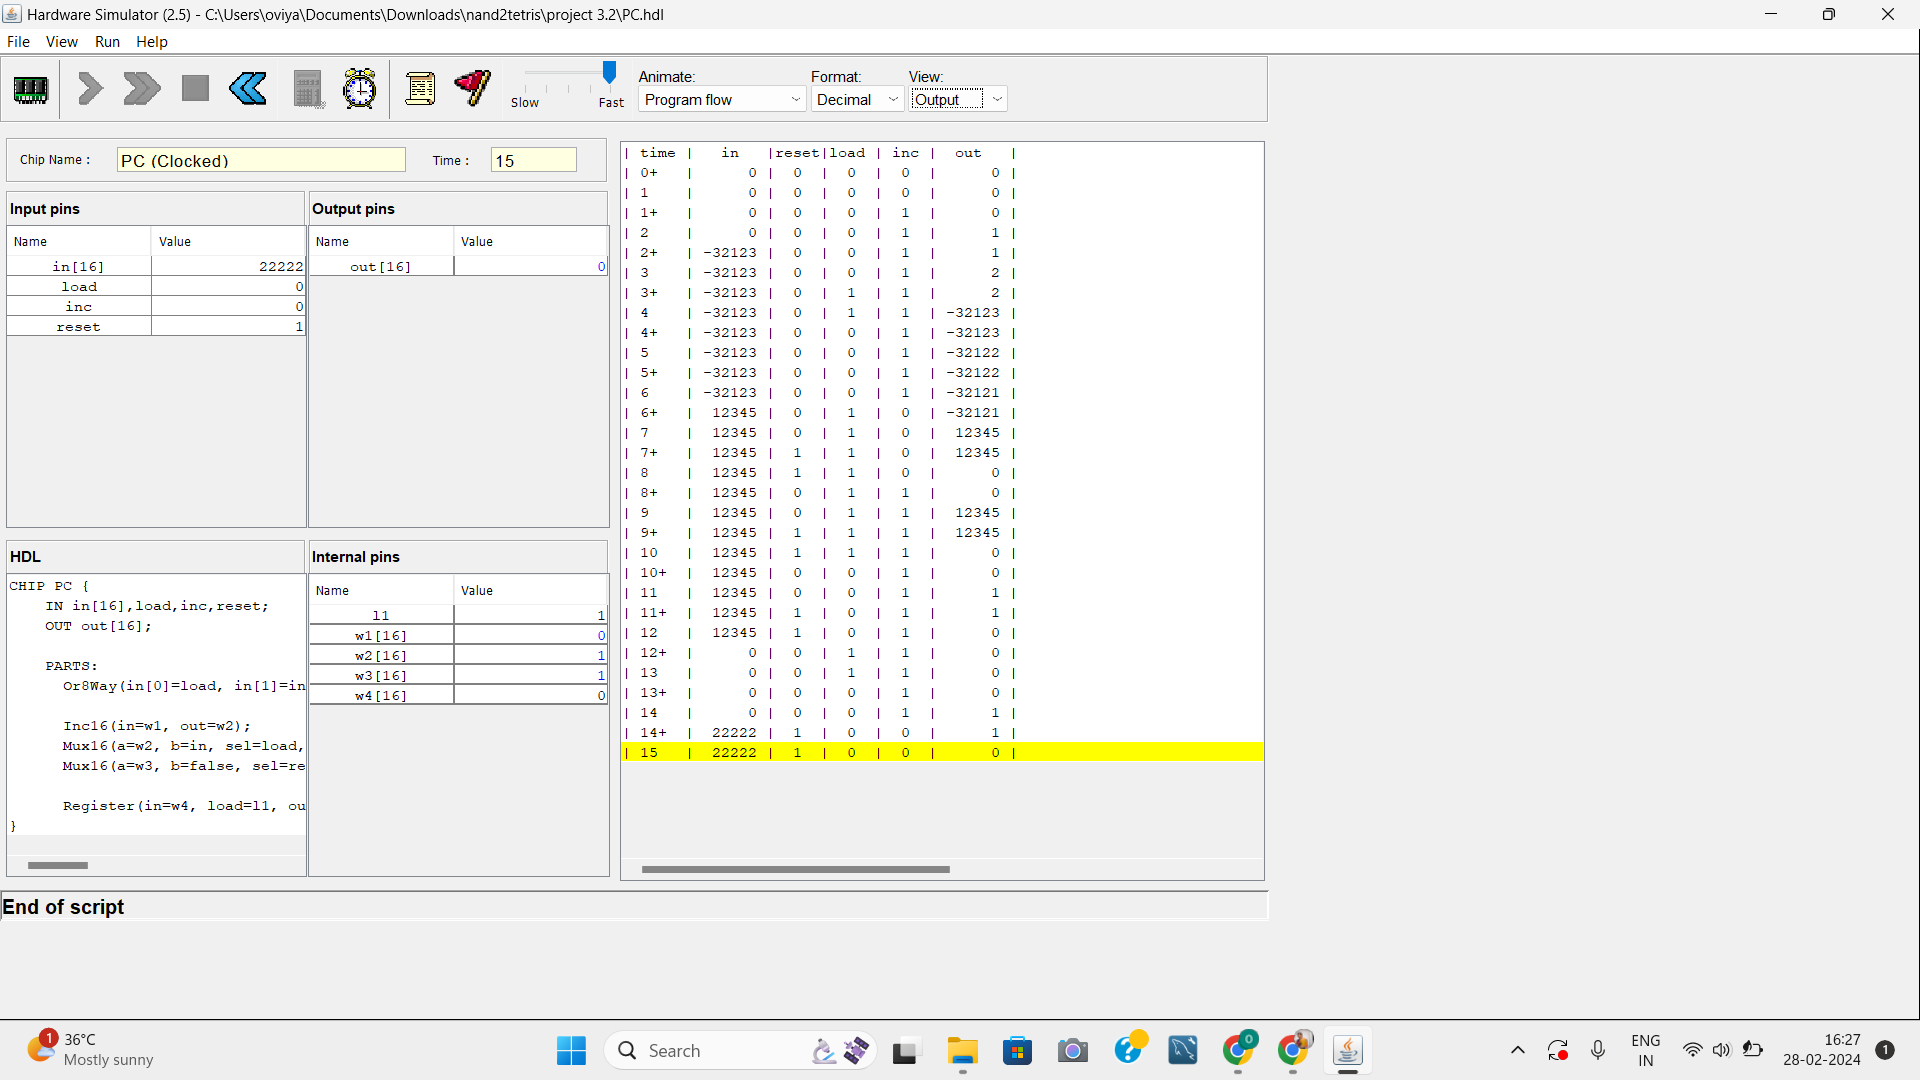 Hardware Simulator (2.5) - C:\Users\oviya\Documents\Downloads\nand2tetris\project 3.2\PC.hdl
File View Run Help
Slow Fast
Animate: Format: View:
Program flow Decimal Output
Chip Name : PC (Clocked) Time : 15
Input pins
Name Value
in[16] 22222
load 0
inc 0
reset 1
Output pins
Name Value
out[16] 0
HDL
CHIP PC {
IN in[16],load,inc,reset;
OUT out[16];
PARTS:
Or8Way(in[0]=load, in[1]=in
Inc16(in=w1, out=w2);
Mux16(a=w2, b=in, sel=load,
Mux16(a=w3, b=false, sel=re
Register(in=w4, load=l1, ou
}
Internal pins
Name Value
l1 1
w1[16] 0
w2[16] 1
w3[16] 1
w4[16] 0
| time | in |reset|load | inc | out |
| 0+ | 0 | 0 | 0 | 0 | 0 |
| 1 | 0 | 0 | 0 | 0 | 0 |
| 1+ | 0 | 0 | 0 | 1 | 0 |
| 2 | 0 | 0 | 0 | 1 | 1 |
| 2+ | -32123 | 0 | 0 | 1 | 1 |
| 3 | -32123 | 0 | 0 | 1 | 2 |
| 3+ | -32123 | 0 | 1 | 1 | 2 |
| 4 | -32123 | 0 | 1 | 1 | -32123 |
| 4+ | -32123 | 0 | 0 | 1 | -32123 |
| 5 | -32123 | 0 | 0 | 1 | -32122 |
| 5+ | -32123 | 0 | 0 | 1 | -32122 |
| 6 | -32123 | 0 | 0 | 1 | -32121 |
| 6+ | 12345 | 0 | 1 | 0 | -32121 |
| 7 | 12345 | 0 | 1 | 0 | 12345 |
| 7+ | 12345 | 1 | 1 | 0 | 12345 |
| 8 | 12345 | 1 | 1 | 0 | 0 |
| 8+ | 12345 | 0 | 1 | 1 | 0 |
| 9 | 12345 | 0 | 1 | 1 | 12345 |
| 9+ | 12345 | 1 | 1 | 1 | 12345 |
| 10 | 12345 | 1 | 1 | 1 | 0 |
| 10+ | 12345 | 0 | 0 | 1 | 0 |
| 11 | 12345 | 0 | 0 | 1 | 1 |
| 11+ | 12345 | 1 | 0 | 1 | 1 |
| 12 | 12345 | 1 | 0 | 1 | 0 |
| 12+ | 0 | 0 | 1 | 1 | 0 |
| 13 | 0 | 0 | 1 | 1 | 0 |
| 13+ | 0 | 0 | 0 | 1 | 0 |
| 14 | 0 | 0 | 0 | 1 | 1 |
| 14+ | 22222 | 1 | 0 | 0 | 1 |
| 15 | 22222 | 1 | 0 | 0 | 0 |
End of script
1
36°C
Mostly sunny
Search
0
ENG
IN
16:27
28-02-2024
1